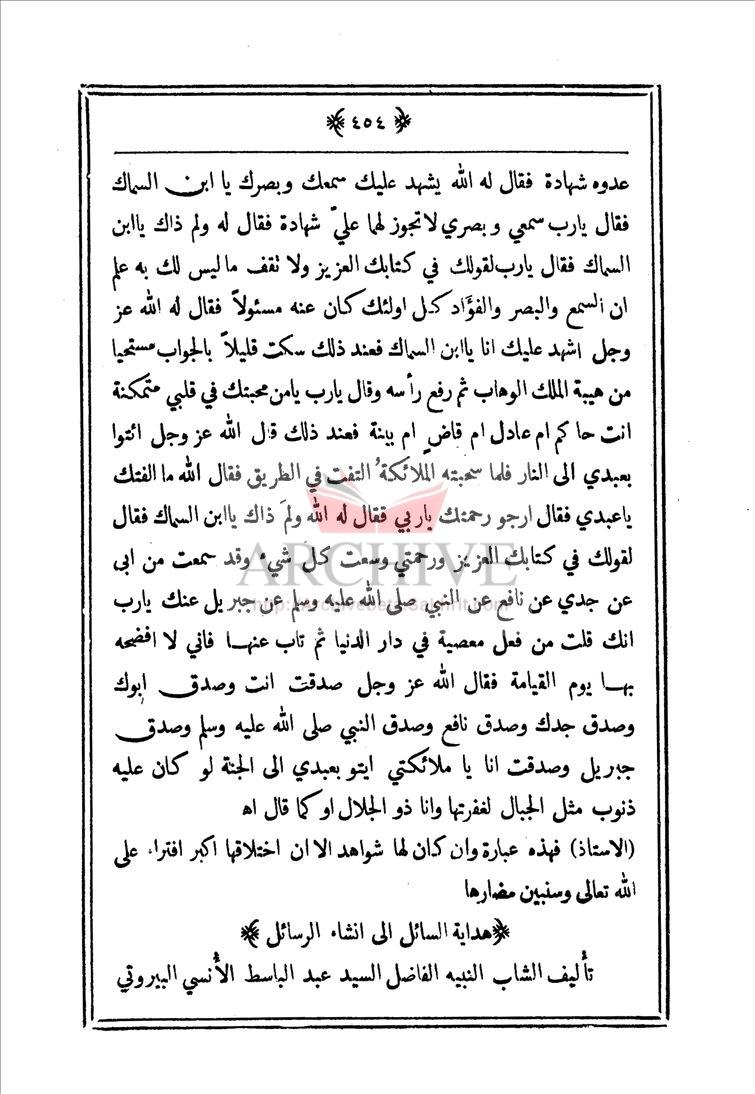 ﴿ ٤٥٤ ﴾
عدوه شهادة فقال له الله يشهد عليك سمعك وبصرك يا ابن السماك
فقال يارب سمعي وبصري لاتجوز لهما عليّ شهادة فقال له ولم ذاك ياابن
السماك فقال يارب لقولك في كتابك العزيز ولا تقف ماليس لك به علم
ان السمع والبصر والفؤاد كل اولئك كان عنه مسئولاً فقال له الله عز
وجل اشهد عليك انا ياابن السماك فعند ذلك سكت قليلاً بالجواب مستحيا
من هيبة الملك الوهاب ثم رفع رأسه وقال يارب يامن محبتك في قلبي متمكنة
انت حاكم ام عادل ام قاضٍ ام بينة فعند ذلك قال الله عز وجل ائتوا
بعبدي الى النار فلما سحبته الملائكةُ التفت في الطريق فقال الله ما الفتك
ياعبدي فقال ارجو رحمتك يا ربي فقال له الله ولمَ ذاك ياابن السماك فقال
لقولك في كتابك العزيز ورحمتي وسعت كل شيء وقد سمعت من ابى
عن جدي عن نافع عن النبي صلى الله عليه وسلم عن جبريل عنك يارب
انك قلت من فعل معصية في دار الدنيا ثم تاب عنها فاني لا افضحه
بها يوم القيامة فقال الله عز وجل صدقت انت وصدق ابوك
وصدق جدك وصدق نافع وصدق النبي صلى الله عليه وسلم وصدق
جبريل وصدقت انا يا ملائكتي ايتو بعبدي الى الجنة لو كان عليه
ذنوب مثل الجبال لغفرتها وانا ذو الجلال او كما قال اه
(الاستاذ) فهذه عبارة وان كان لها شواهد الا ان اختلاقها اكبر افتراء على
الله تعالى وسنبين مضارها
﴿ هداية السائل الى انشاء الرسائل ﴾
تأليف الشاب النبيه الفاضل السيد عبد الباسط الأنسي البيروتي
ARCHIVE